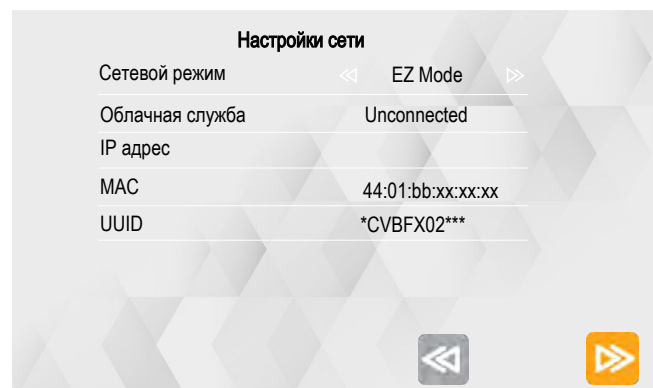 Настройки сети
Сетевой режим EZ Mode
Облачная служба Unconnected
IP адрес
MAC 44:01:bb:xx:xx:xx
UUID *CVBFX02***